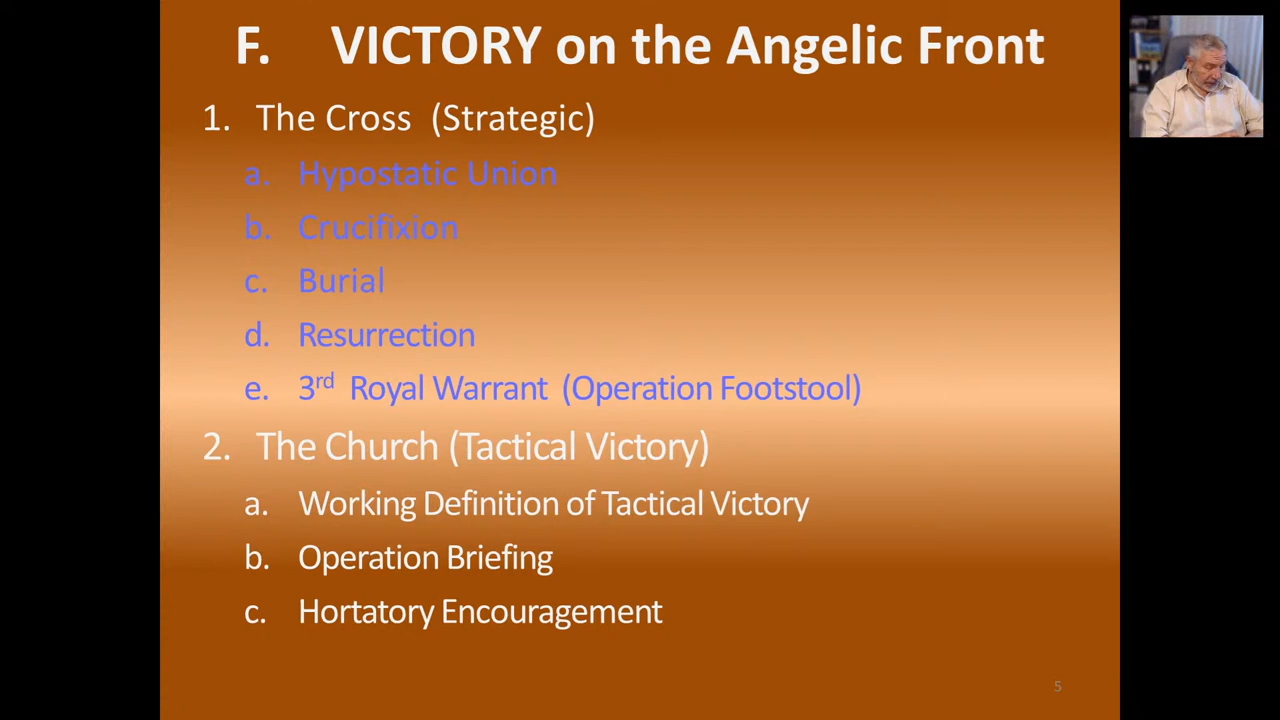 F. VICTORY on the Angelic Front
1. The Cross (Strategic)
a. Hypostatic Union
b. Crucifixion
c. Burial
d. Resurrection
e. 3rd Royal Warrant (Operation Footstool)
2. The Church (Tactical Victory)
a. Working Definition of Tactical Victory
b. Operation Briefing
c. Hortatory Encouragement
5